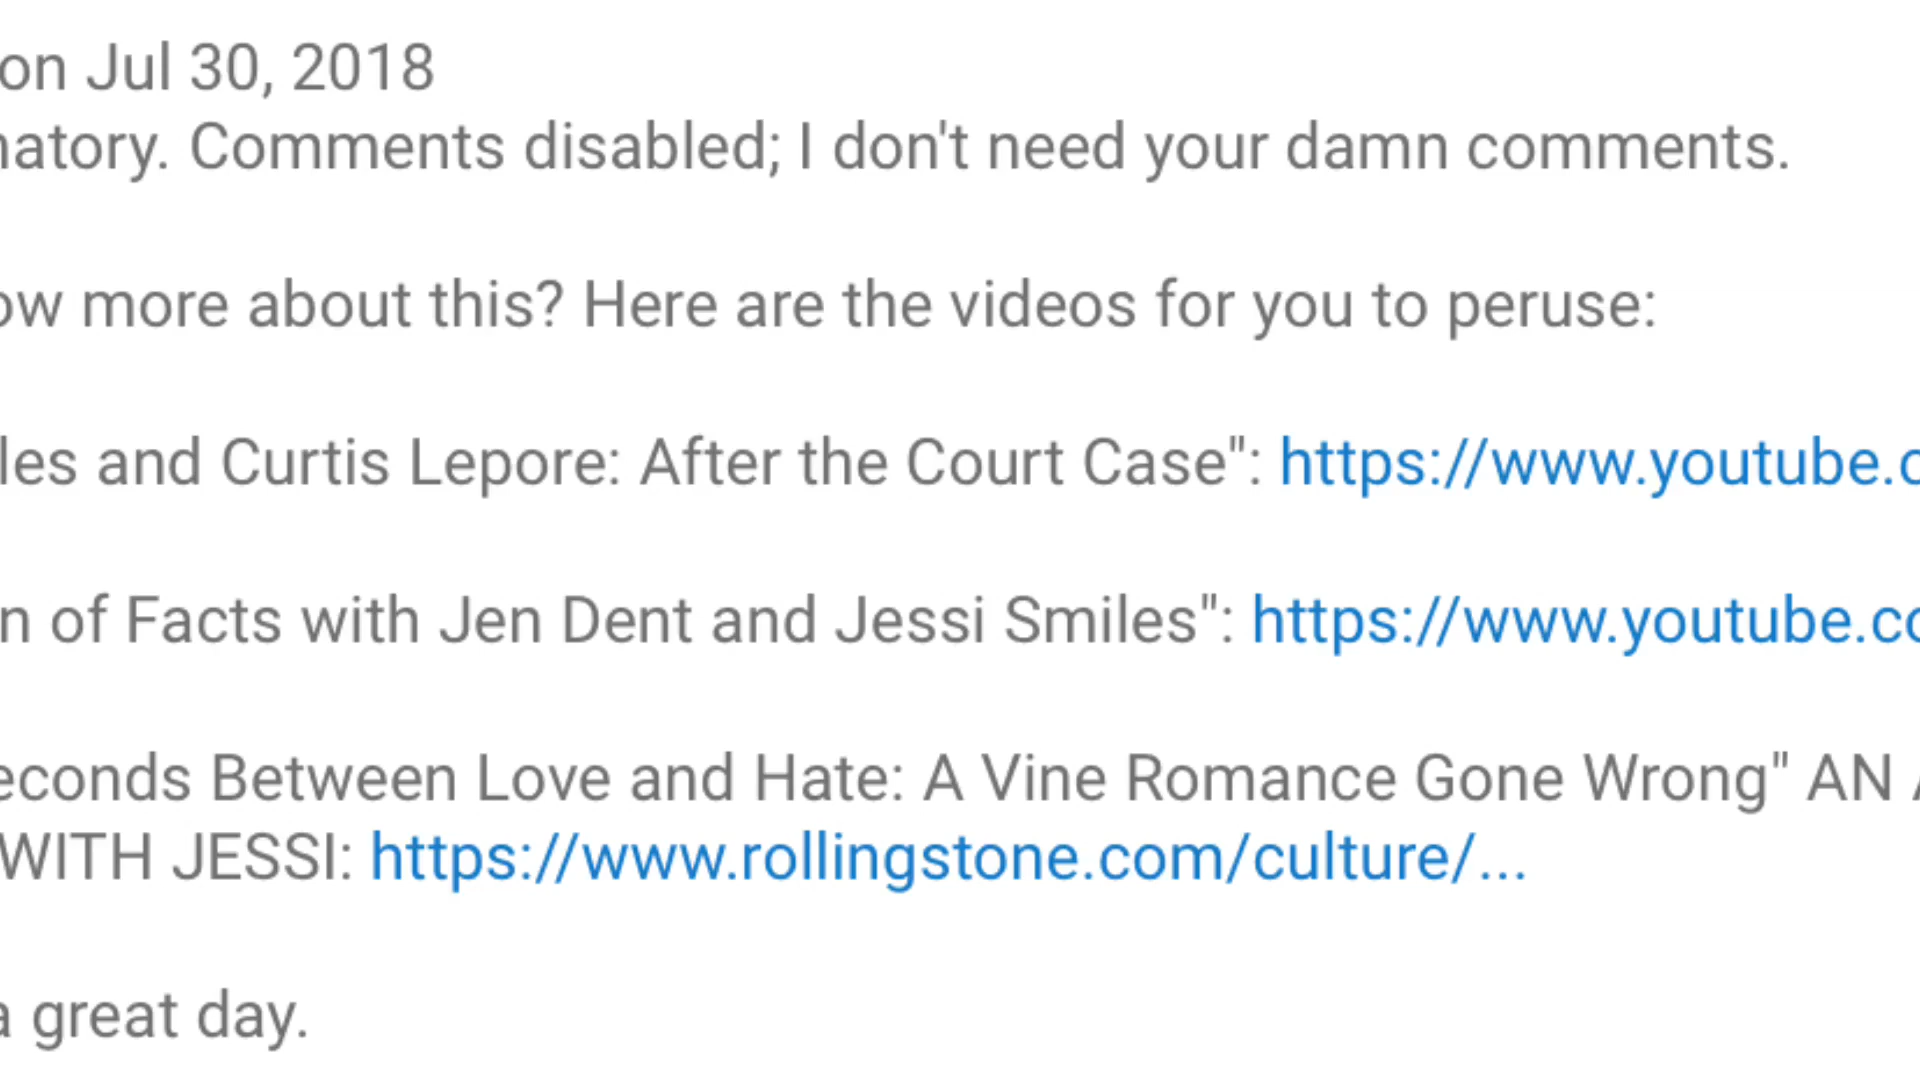 on Jul 30, 2018
natory. Comments disabled; I don't need your damn comments.
ow more about this? Here are the videos for you to peruse:
les and Curtis Lepore: After the Court Case": https://www.youtube.c
n of Facts with Jen Dent and Jessi Smiles": https://www.youtube.co
econds Between Love and Hate: A Vine Romance Gone Wrong" AN A
WITH JESSI: https://www.rollingstone.com/culture/...
a great day.